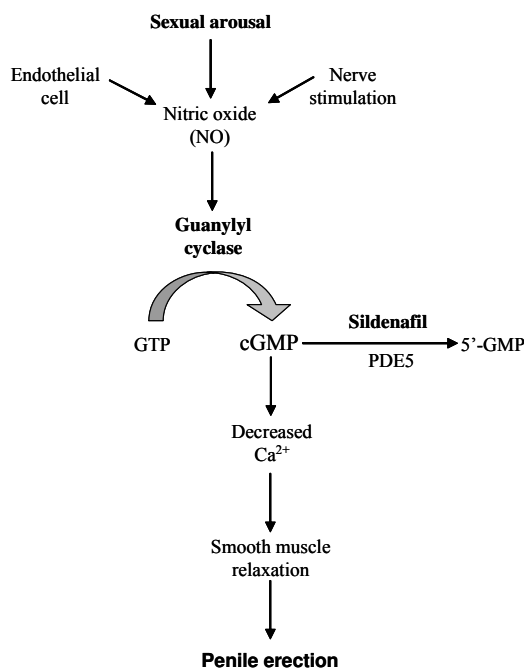 Sexual arousal
Endothelial
cell
Nerve
stimulation
Nitric oxide
(NO)
Guanylyl
cyclase
GTP
cGMP
Sildenafil
PDE5
5’-GMP
Decreased
Ca²⁺
Smooth muscle
relaxation
Penile erection